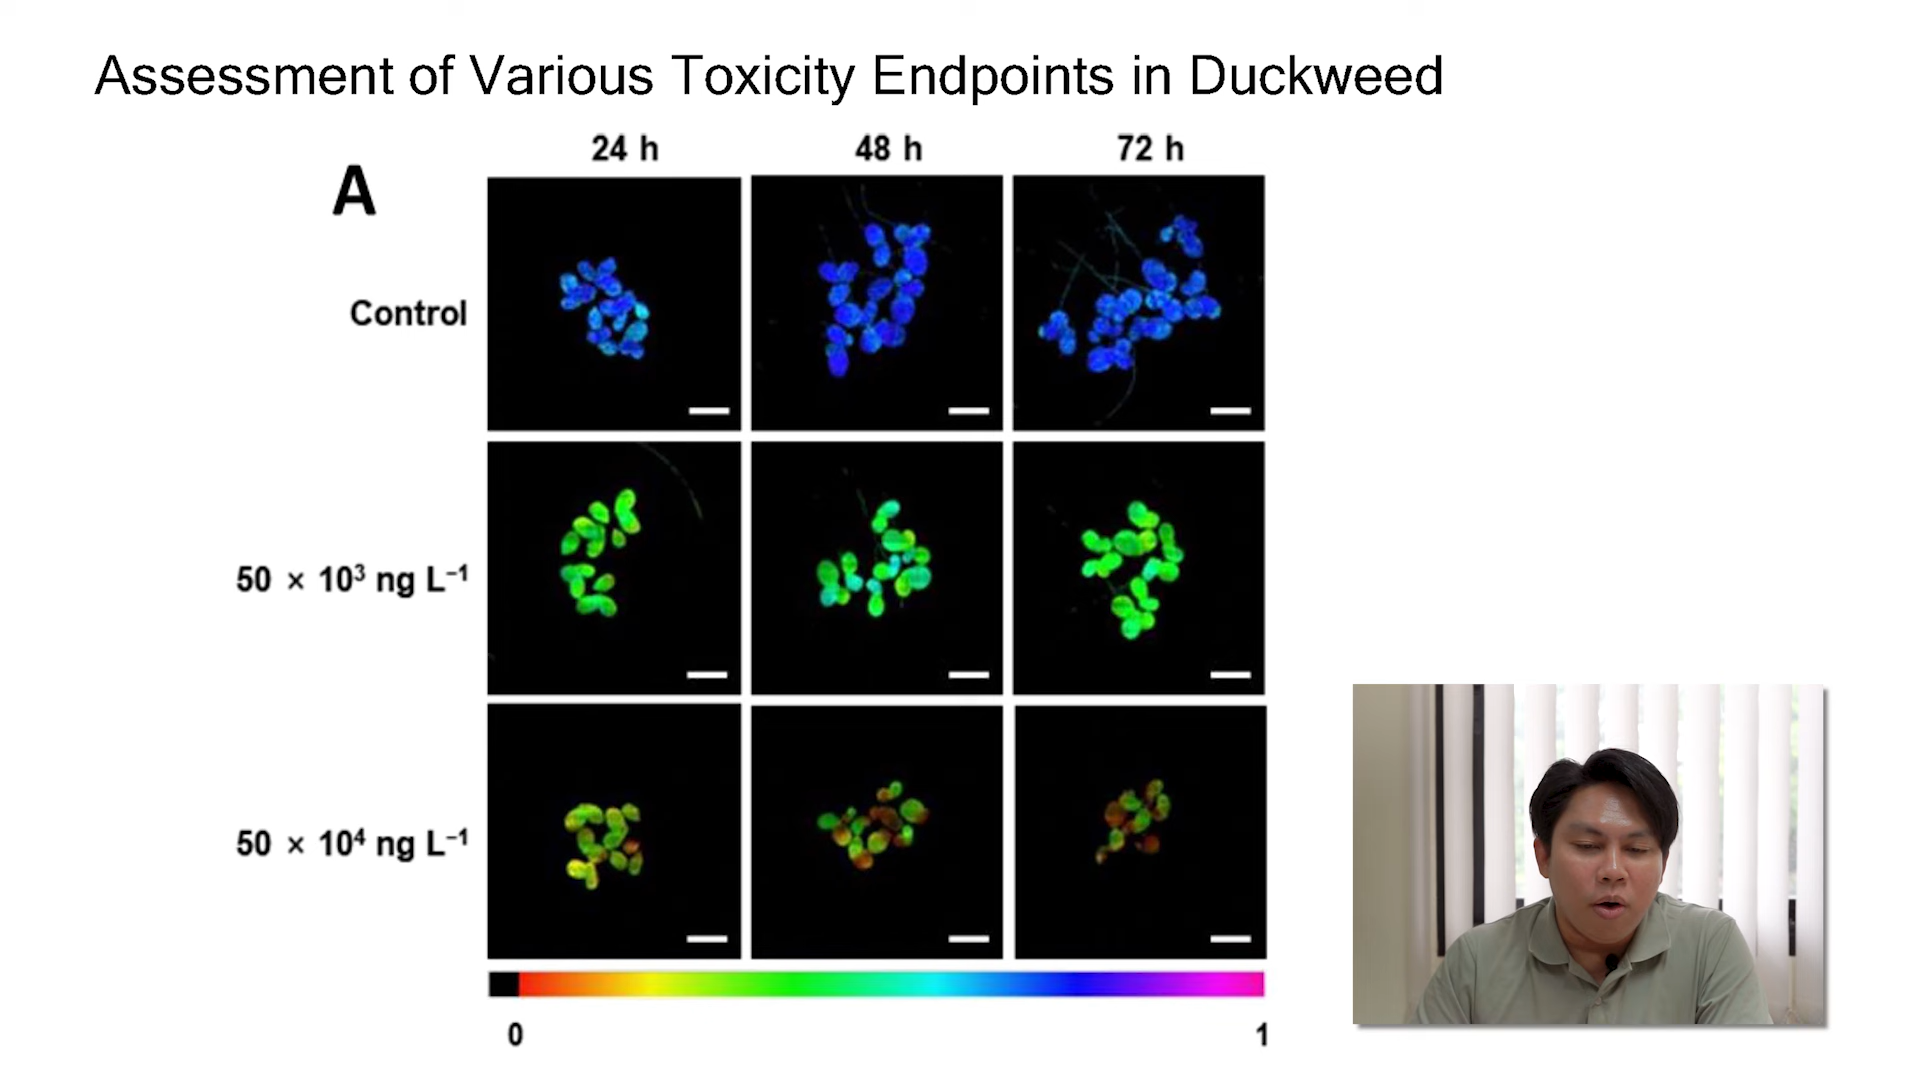 Assessment of Various Toxicity Endpoints in Duckweed
A
24 h 48 h 72 h
Control
50 × 10³ ng L⁻¹
50 × 10⁴ ng L⁻¹
0 1